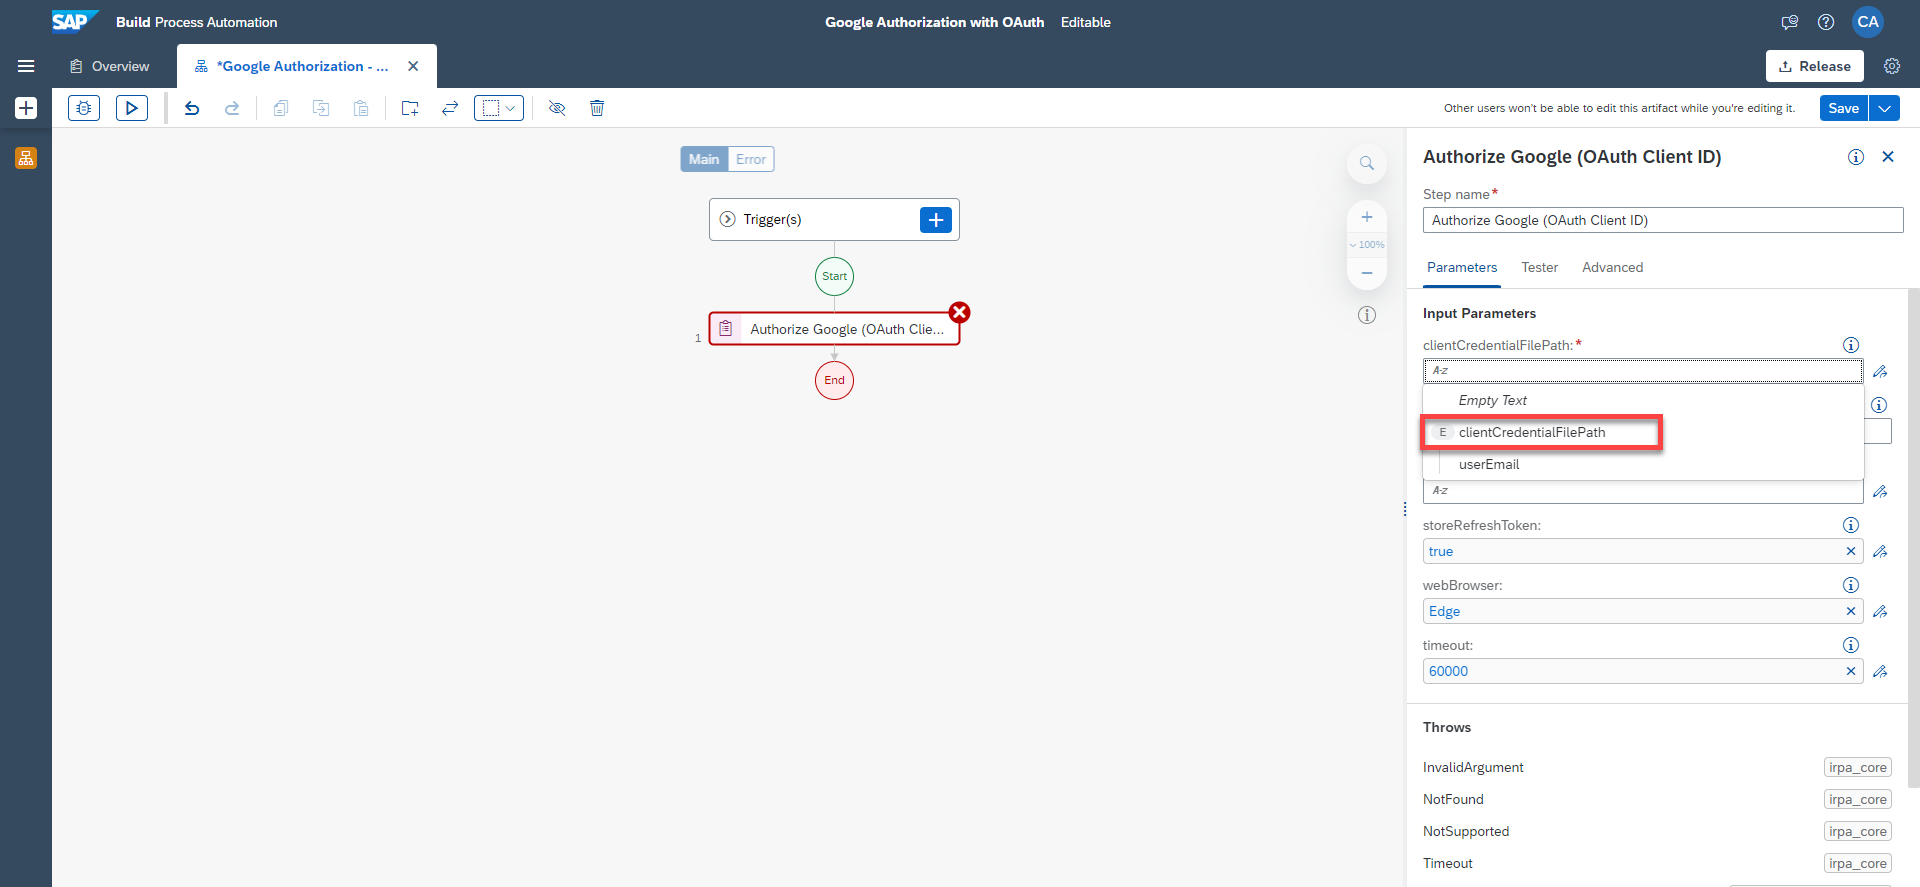 SAP Build Process Automation
Google Authorization with OAuth Editable
CA
Overview
*Google Authorization - ...
Release
Other users won't be able to edit this artifact while you're editing it.
Save
Main Error
Trigger(s)
Start
1
Authorize Google (OAuth Clie...
End
100%
Authorize Google (OAuth Client ID)
Step name*
Authorize Google (OAuth Client ID)
Parameters Tester Advanced
Input Parameters
clientCredentialFilePath: *
A-z
Empty Text
E clientCredentialFilePath
userEmail
A-z
storeRefreshToken:
true
webBrowser:
Edge
timeout:
60000
Throws
InvalidArgument irpa_core
NotFound irpa_core
NotSupported irpa_core
Timeout irpa_core